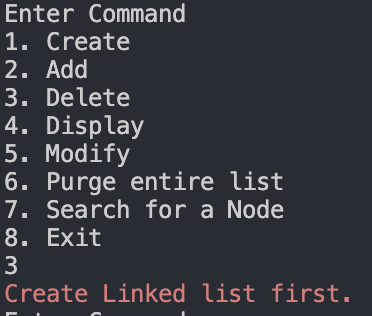 Enter Command
1. Create
2. Add
3. Delete
4. Display
5. Modify
6. Purge entire list
7. Search for a Node
8. Exit
3
Create Linked list first.